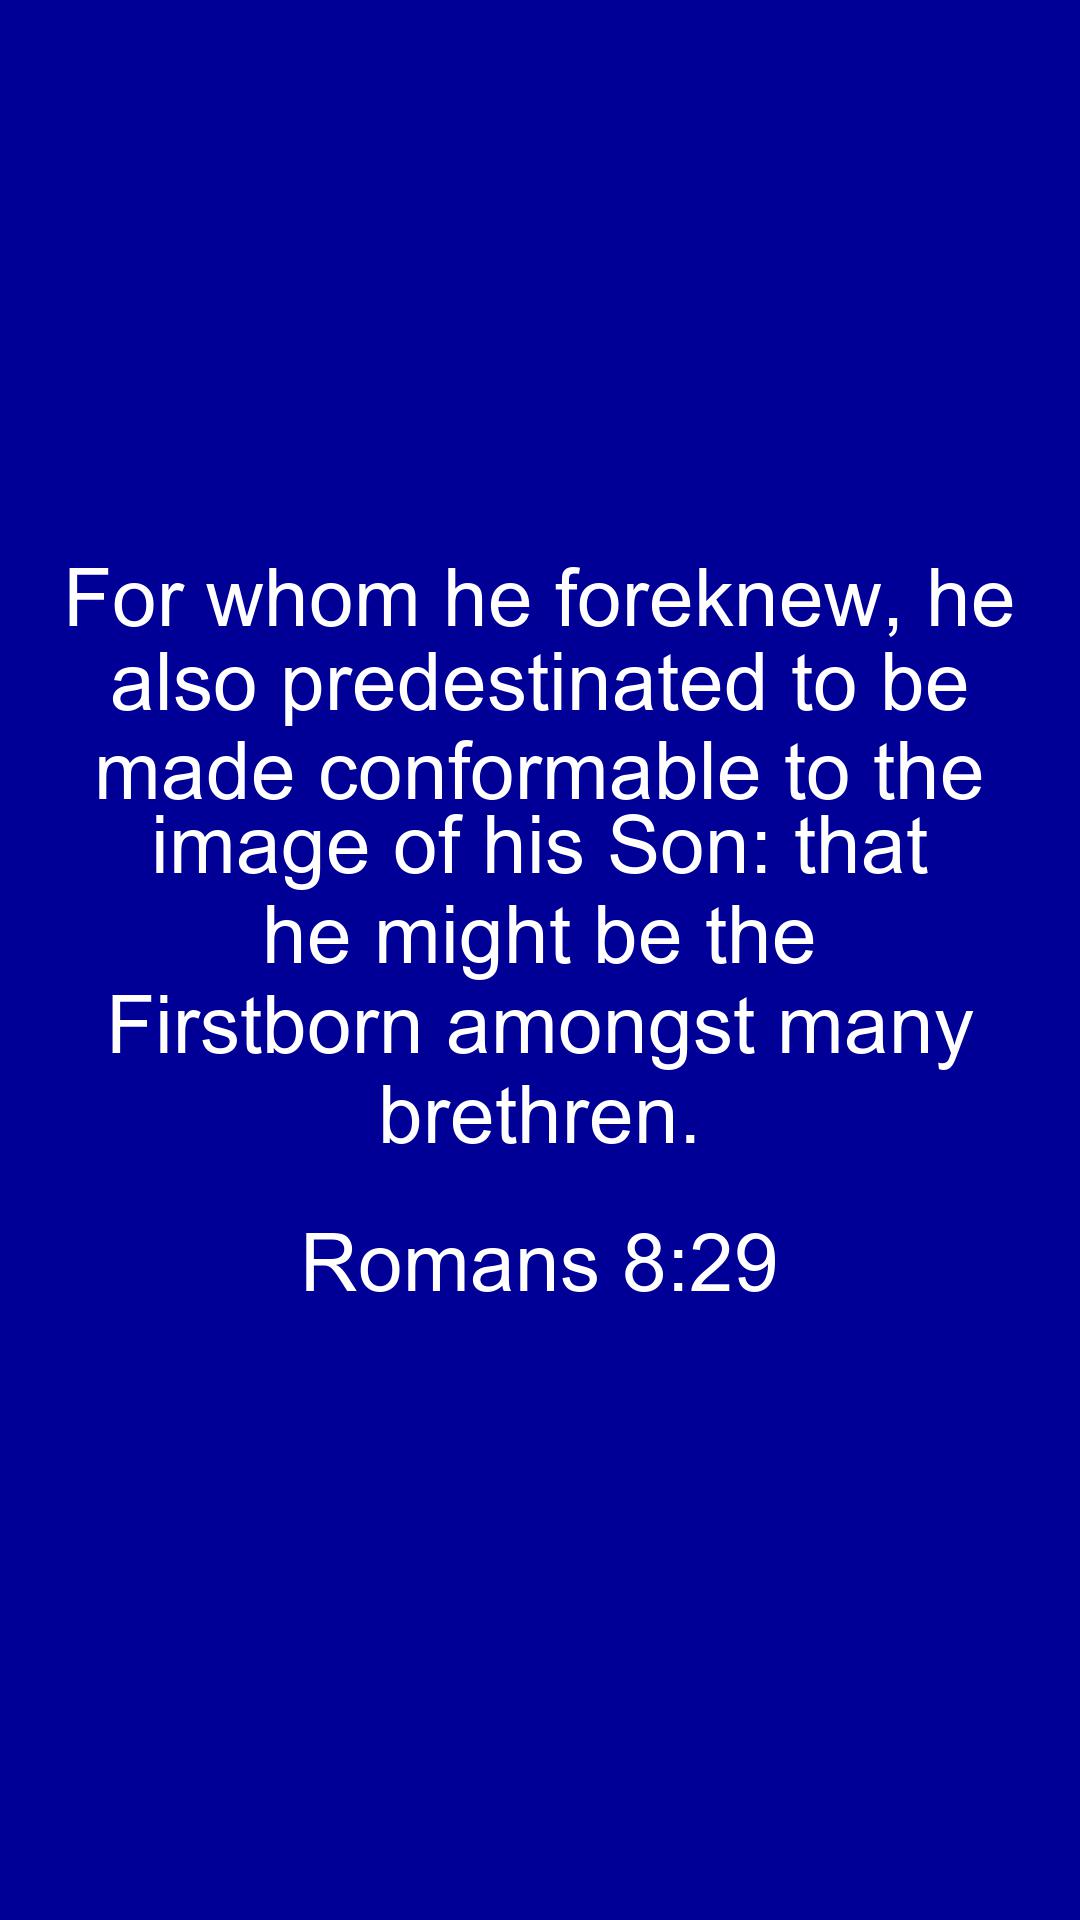 For whom he foreknew, he
also predestinated to be
made conformable to the
image of his Son: that
he might be the
Firstborn amongst many
brethren.
Romans 8:29